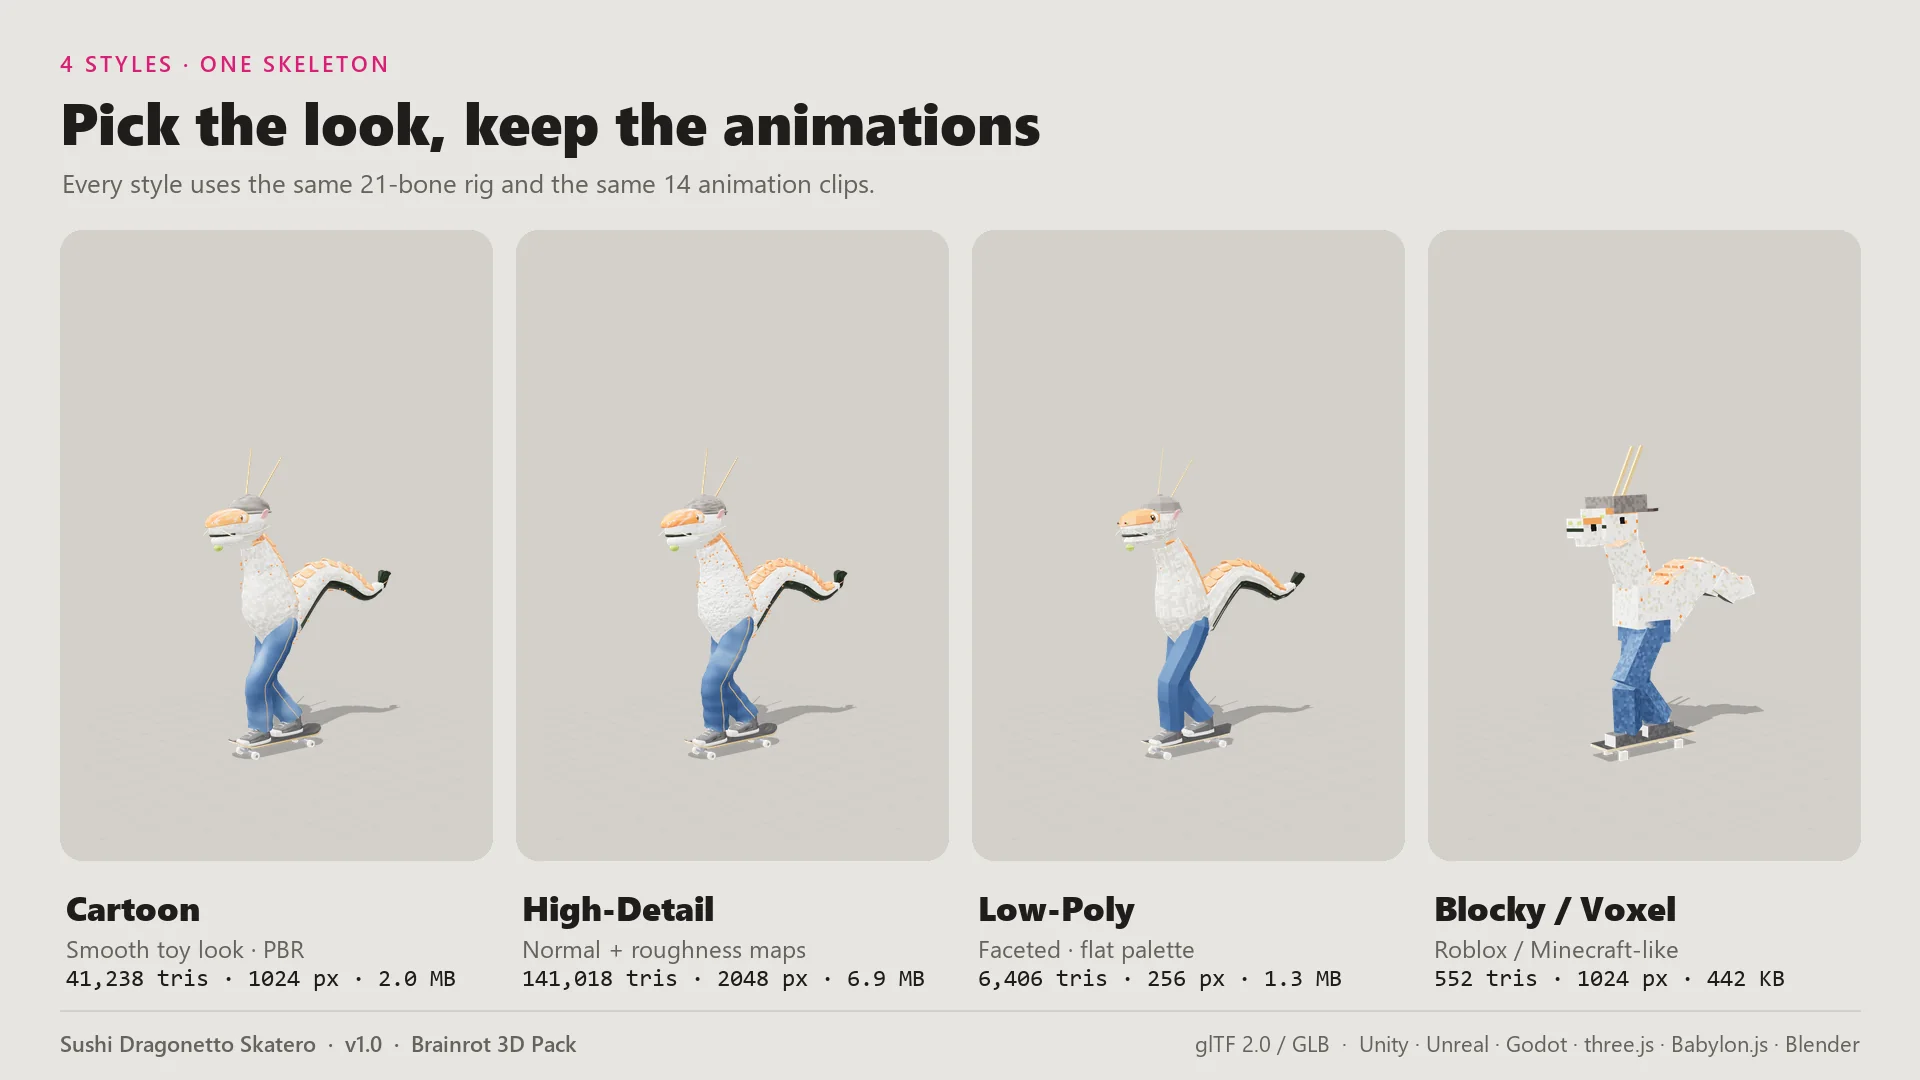 4 STYLES · ONE SKELETON
Pick the look, keep the animations
Every style uses the same 21-bone rig and the same 14 animation clips.
Cartoon
Smooth toy look · PBR
41,238 tris · 1024 px · 2.0 MB
High-Detail
Normal + roughness maps
141,018 tris · 2048 px · 6.9 MB
Low-Poly
Faceted · flat palette
6,406 tris · 256 px · 1.3 MB
Blocky / Voxel
Roblox / Minecraft-like
552 tris · 1024 px · 442 KB
Sushi Dragonetto Skatero · v1.0 · Brainrot 3D Pack
glTF 2.0 / GLB · Unity · Unreal · Godot · three.js · Babylon.js · Blender